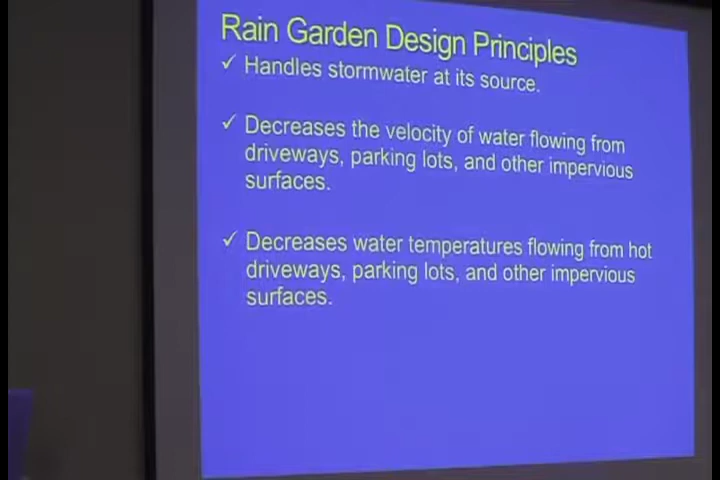 Rain Garden Design Principles
✓ Handles stormwater at its source.
✓ Decreases the velocity of water flowing from
driveways, parking lots, and other impervious
surfaces.
✓ Decreases water temperatures flowing from hot
driveways, parking lots, and other impervious
surfaces.